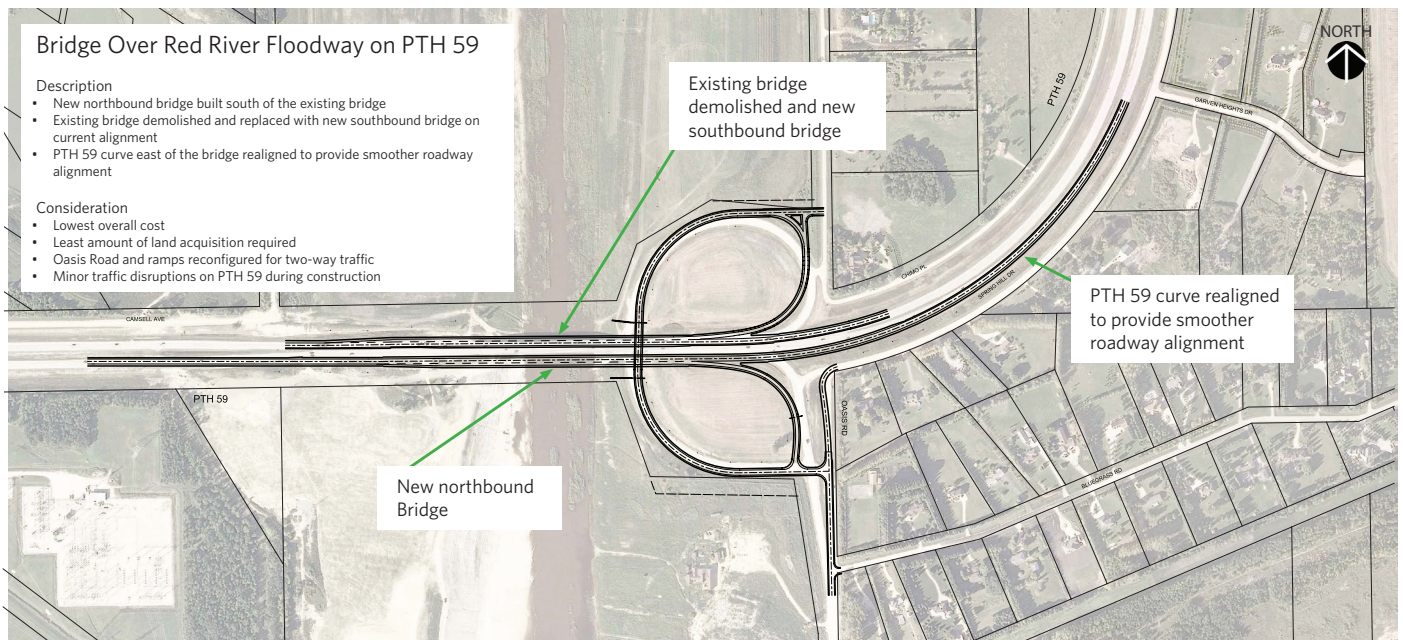 Bridge Over Red River Floodway on PTH 59
Description
• New northbound bridge built south of the existing bridge
• Existing bridge demolished and replaced with new southbound bridge on
current alignment
• PTH 59 curve east of the bridge realigned to provide smoother roadway
alignment
Consideration
• Lowest overall cost
• Least amount of land acquisition required
• Oasis Road and ramps reconfigured for two-way traffic
• Minor traffic disruptions on PTH 59 during construction
Existing bridge
demolished and new
southbound bridge
NORTH
PTH 59
GARVEN HEIGHTS DR
CHIMO PL
SPRING HILL DR
PTH 59 curve realigned
to provide smoother
roadway alignment
CAMSELL AVE
PTH 59
OASIS RD
BLUEGRASS RD
New northbound
Bridge